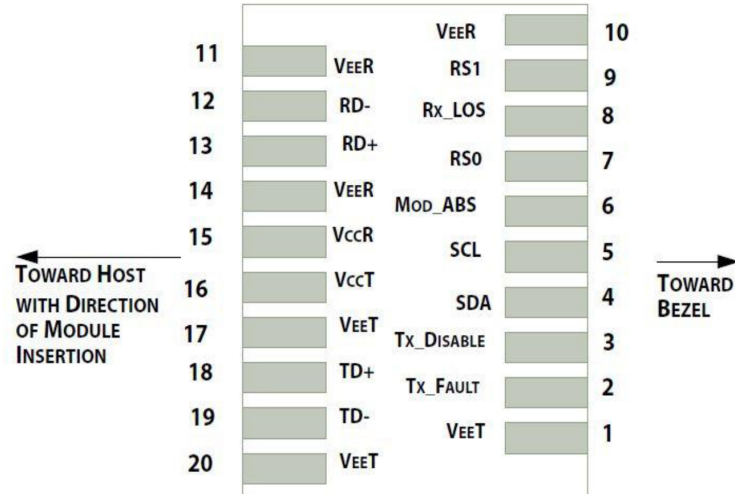 11 VEER
12 RD-
13 RD+
14 VEER
15 VCCR
16 VCCT
17 VEET
18 TD+
19 TD-
20 VEET
TOWARD HOST
WITH DIRECTION
OF MODULE
INSERTION
VEER 10
RS1 9
RX_LOS 8
RS0 7
MOD_ABS 6
SCL 5
SDA 4
TX_DISABLE 3
TX_FAULT 2
VEET 1
TOWARD
BEZEL